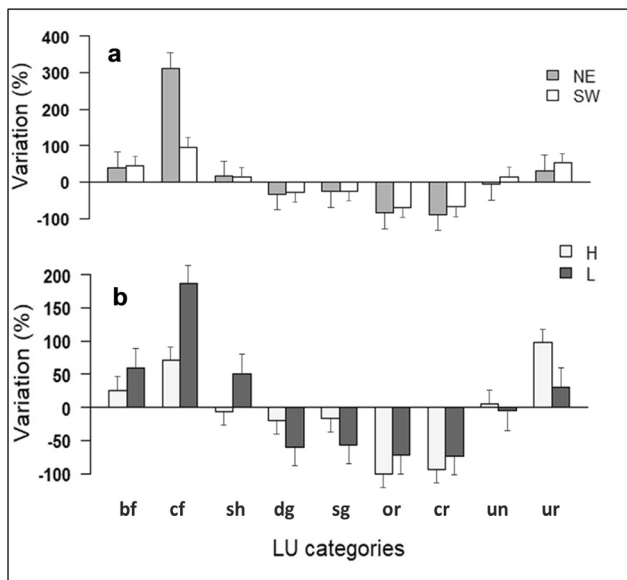 a
Variation (%)
400
300
200
100
0
-100
NE
SW
b
Variation (%)
200
150
100
50
0
-50
-100
H
L
bf cf sh dg sg or cr un ur
LU categories